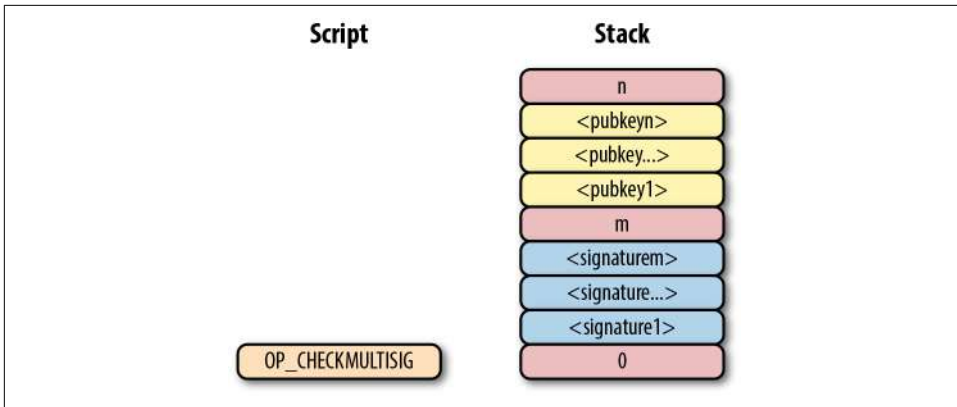 Script
Stack
n
<pubkeyn>
<pubkey...>
<pubkey1>
m
<signaturem>
<signature...>
<signature1>
OP_CHECKMULTISIG
0